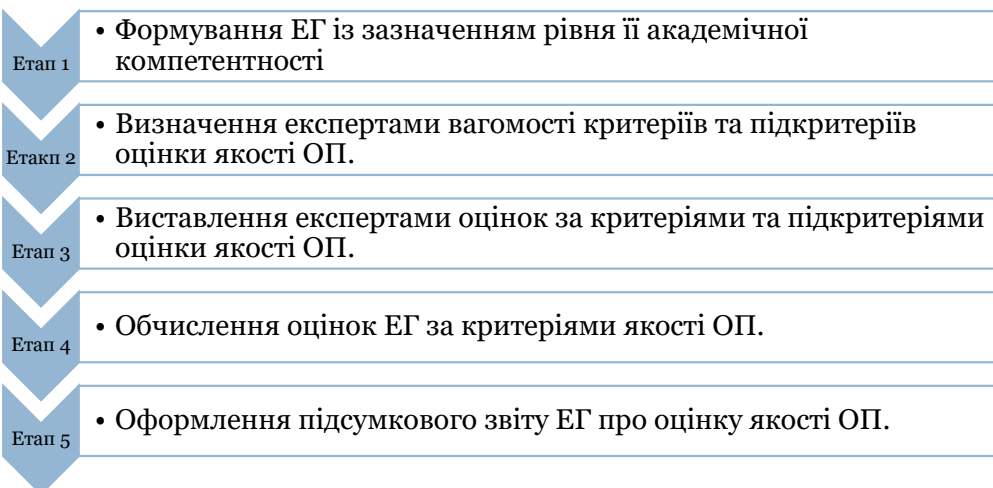 Етап 1
• Формування ЕГ із зазначенням рівня її академічної
компетентності
Етакп 2
• Визначення експертами вагомості критеріїв та підкритеріїв
оцінки якості ОП.
Етап 3
• Виставлення експертами оцінок за критеріями та підкритеріями
оцінки якості ОП.
Етап 4
• Обчислення оцінок ЕГ за критеріями якості ОП.
Етап 5
• Оформлення підсумкового звіту ЕГ про оцінку якості ОП.